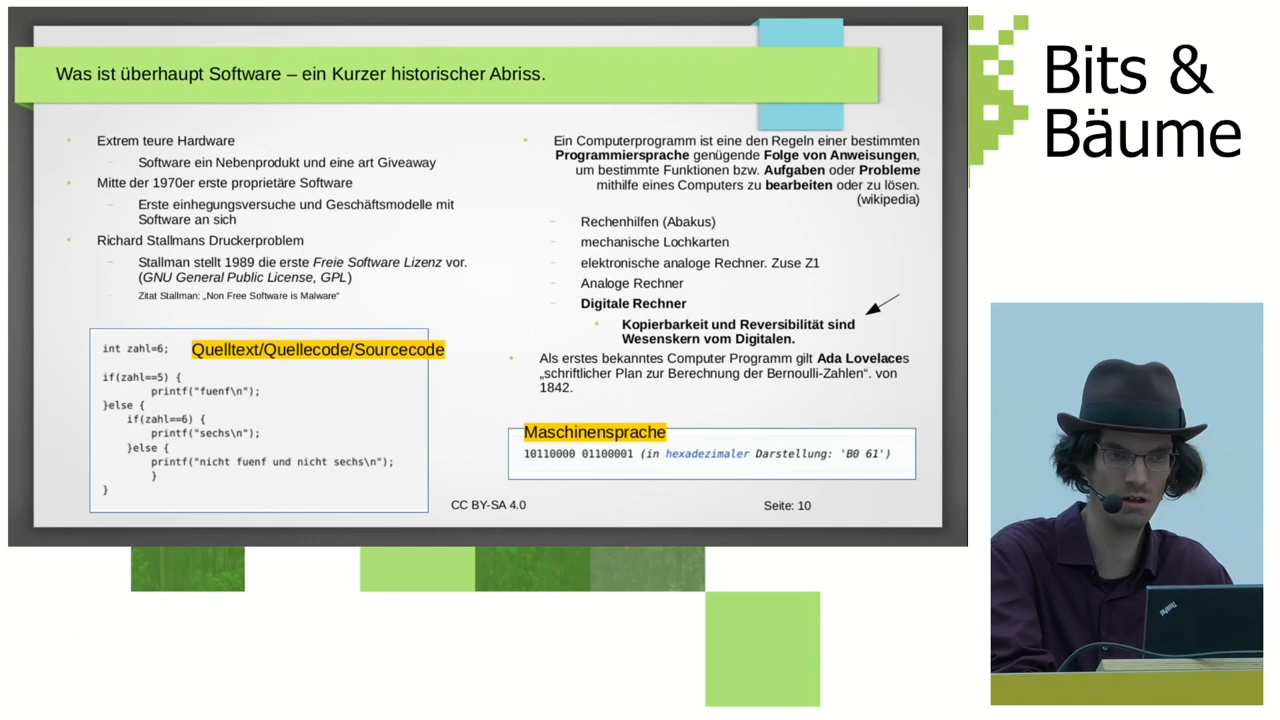 Was ist überhaupt Software – ein Kurzer historischer Abriss.
Extrem teure Hardware
Software ein Nebenprodukt und eine art Giveaway
Mitte der 1970er erste proprietäre Software
Erste einhegungsversuche und Geschäftsmodelle mit
Software an sich
Richard Stallmans Druckerproblem
Stallman stellt 1989 die erste Freie Software Lizenz vor.
(GNU General Public License, GPL)
Zitat Stallman: „Non Free Software is Malware“
int zahl=6;
Quelltext/Quellecode/Sourcecode
if(zahl==5) {
printf("fuenf\n");
}else {
if(zahl==6) {
printf("sechs\n");
}else {
printf("nicht fuenf und nicht sechs\n");
}
}
Ein Computerprogramm ist eine den Regeln einer bestimmten
Programmiersprache genügende Folge von Anweisungen,
um bestimmte Funktionen bzw. Aufgaben oder Probleme
mithilfe eines Computers zu bearbeiten oder zu lösen.
(wikipedia)
Rechenhilfen (Abakus)
mechanische Lochkarten
elektronische analoge Rechner. Zuse Z1
Analoge Rechner
Digitale Rechner
Kopierbarkeit und Reversibilität sind
Wesenskern vom Digitalen.
Als erstes bekanntes Computer Programm gilt Ada Lovelaces
„schriftlicher Plan zur Berechnung der Bernoulli-Zahlen“. von
1842.
Maschinensprache
10110000 01100001 (in hexadezimaler Darstellung: 'B0 61')
CC BY-SA 4.0
Seite: 10
Bits &
Bäume
ThinkPad